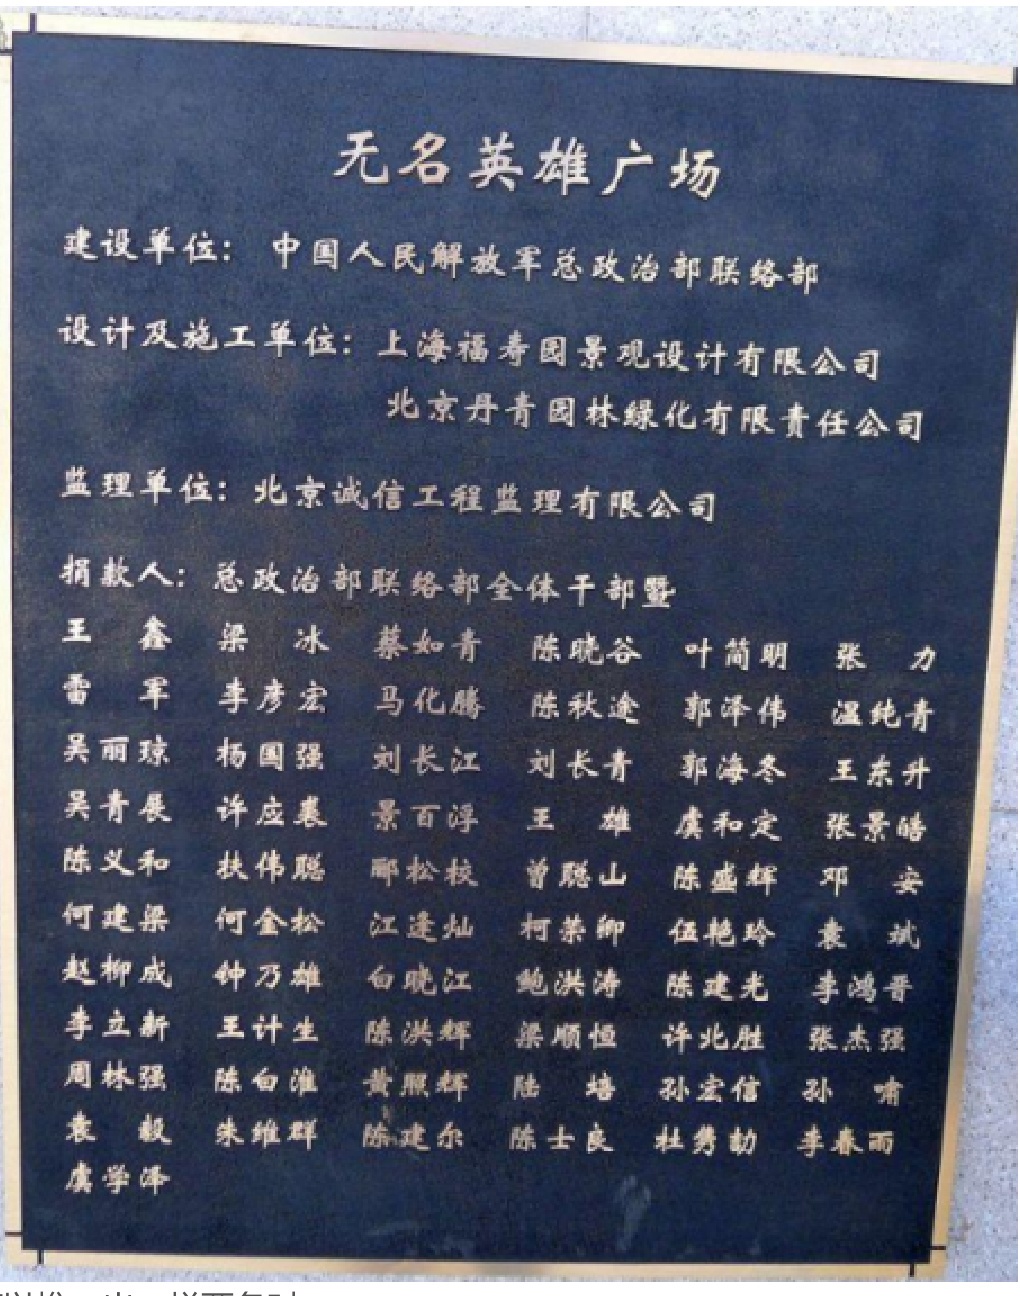 无名英雄广场
建设单位: 中国人民解放军总政治部联络部
设计及施工单位: 上海福寿园景观设计有限公司
北京丹青园林綠化有限责任公司
监理单位: 北京诚信工程监理有限公司
捐款人: 总政治部联络部全体干部暨
王 鑫 梁 冰 蔡如青 陈晓谷 叶简明 张 力
雷 军 李彦宏 马化腾 陈秋途 郭泽伟 温纯青
吴丽琼 杨国强 刘长江 刘长青 郭海冬 王东升
吴青展 许应裘 景百浮 王 雄 虞和定 张景皓
陈义和 扶伟聪 郦松校 曾聪山 陈盛辉 邓 安
何建梁 何金松 江逢灿 柯荣卿 伍艳玲 袁 斌
赵柳成 钟乃雄 白晓江 鲍洪涛 陈建光 李鸿晋
李立新 王计生 陈洪辉 梁顺恒 许北胜 张杰强
周林强 陈白淮 黄照辉 陆 培 孙宏信 孙 啸
袁 毅 朱维群 陈建尔 陈士良 杜秀勋 李春雨
虞学泽